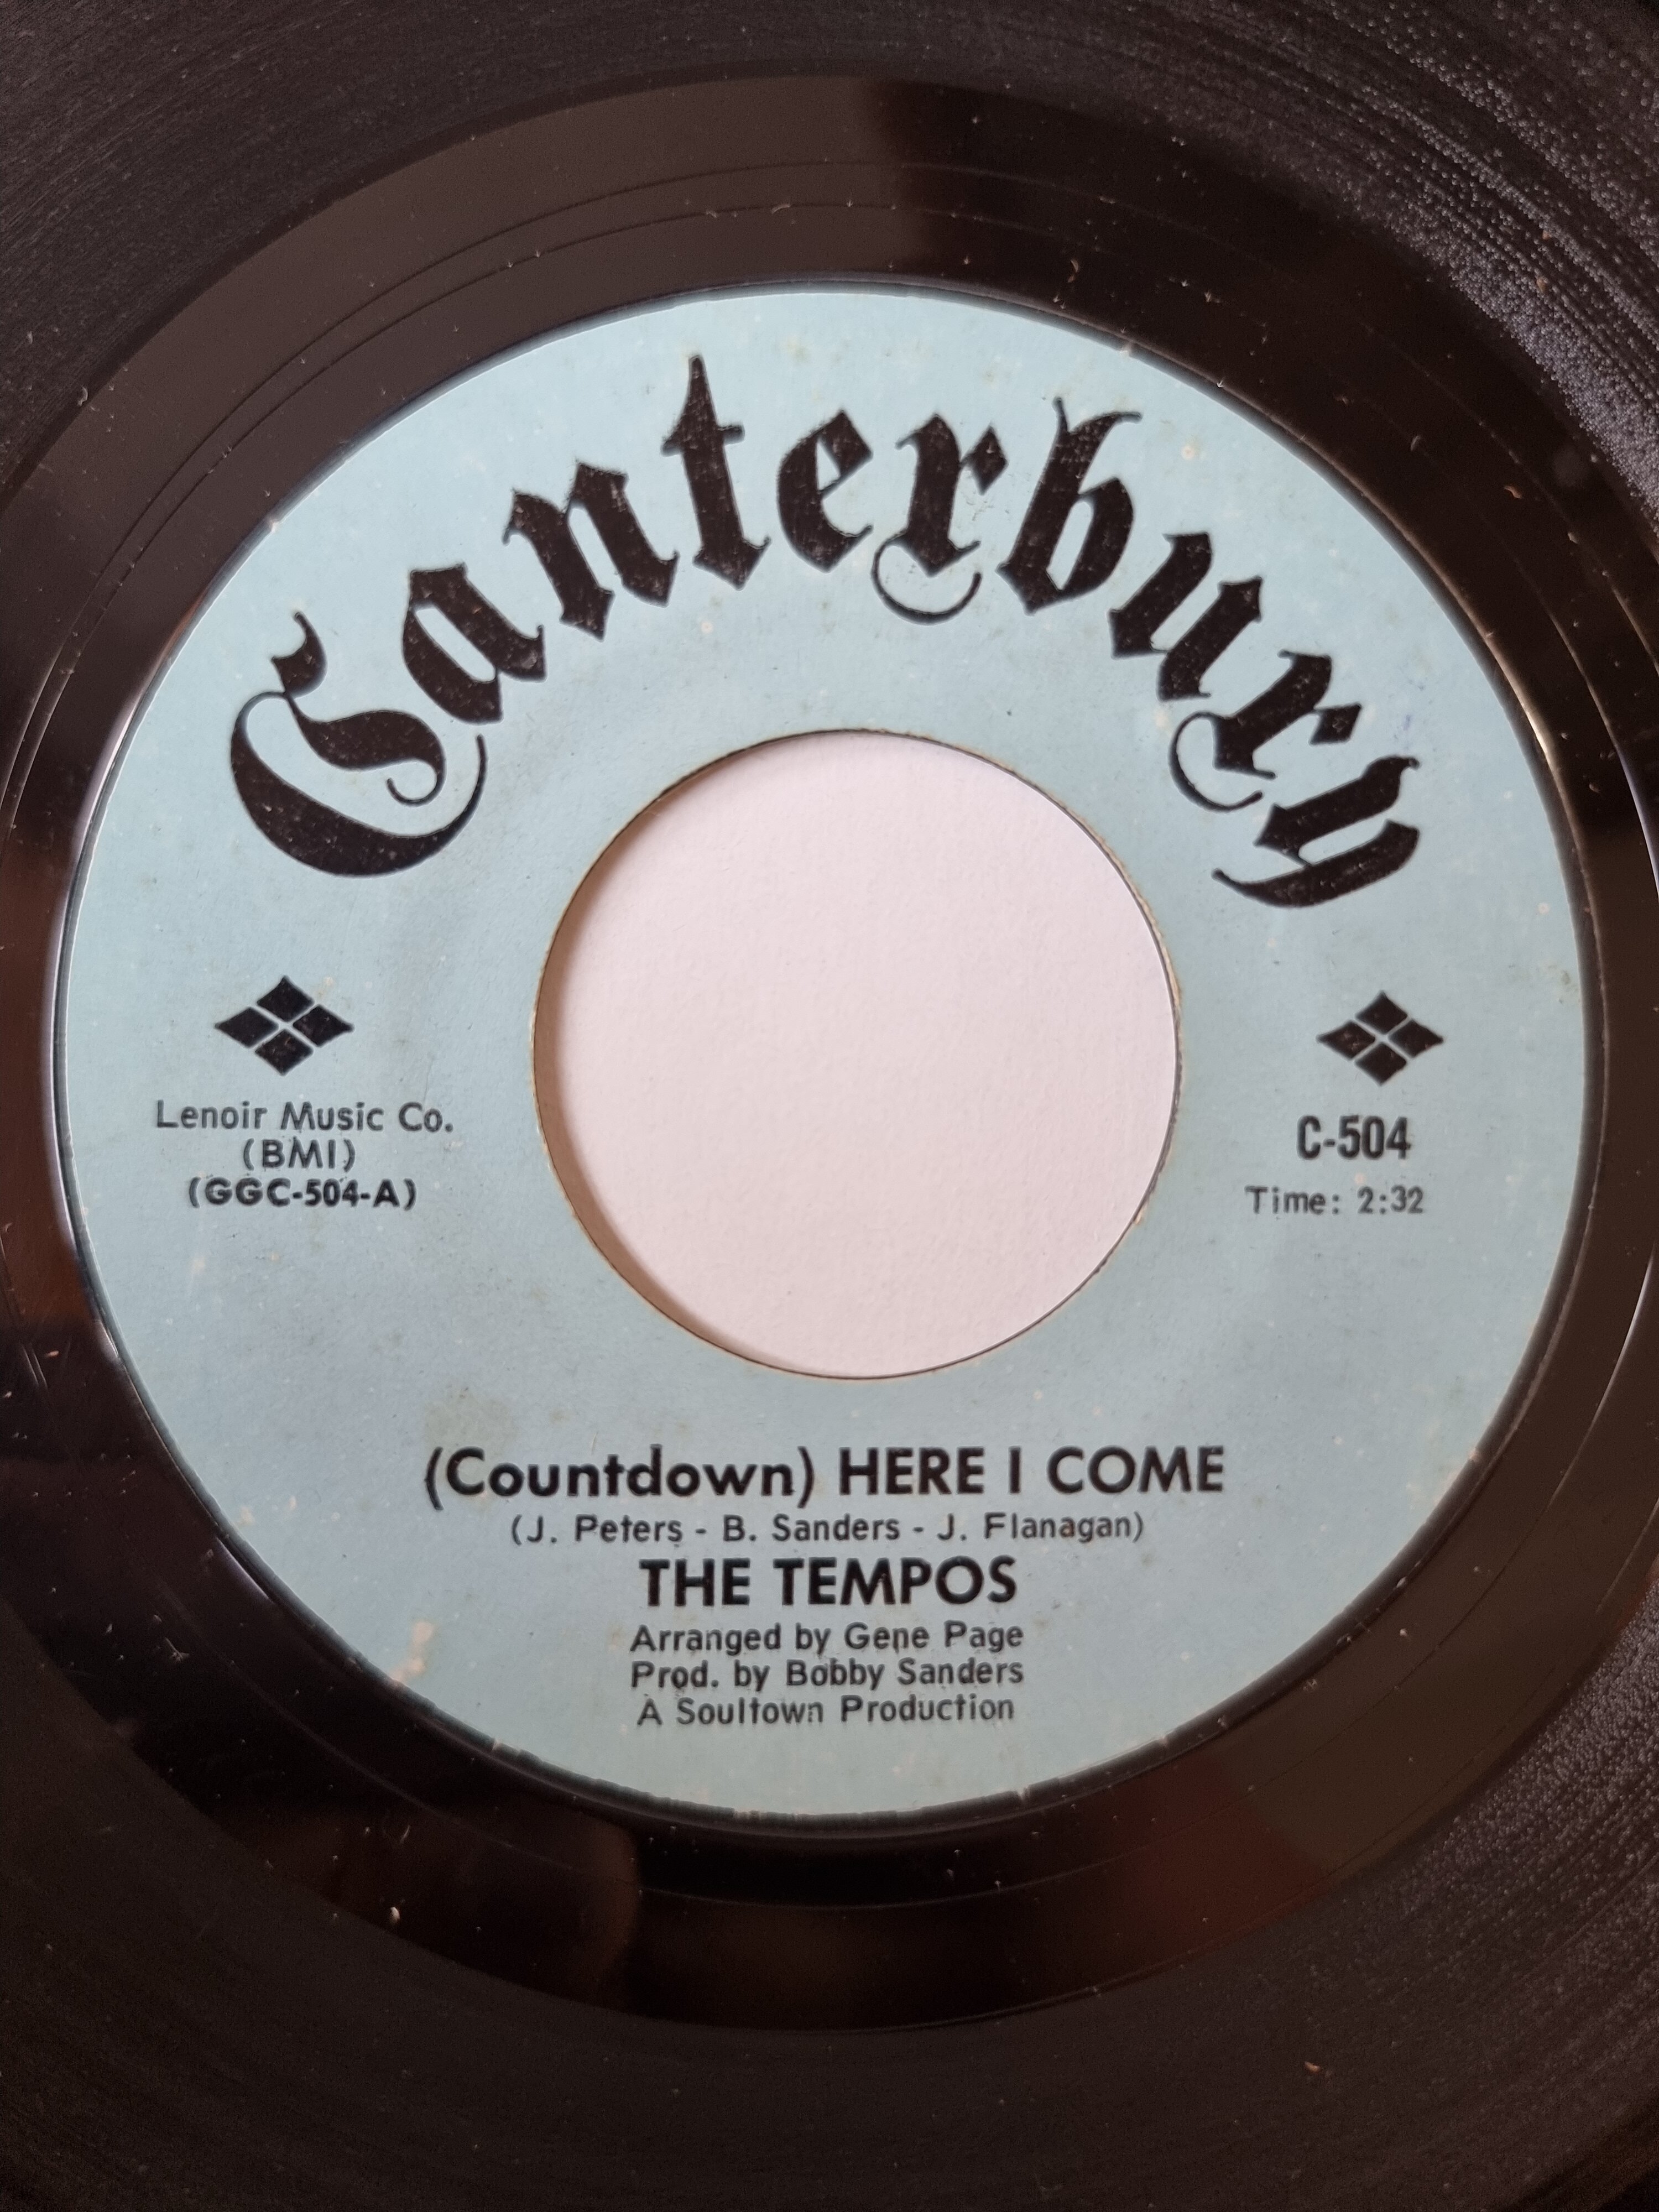 Canterbury
Lenoir Music Co.
(BMI)
(GGC-504-A)
C-504
Time: 2:32
(Countdown) HERE I COME
(J. Peters - B. Sanders - J. Flanagan)
THE TEMPOS
Arranged by Gene Page
Prod. by Bobby Sanders
A Soultown Production